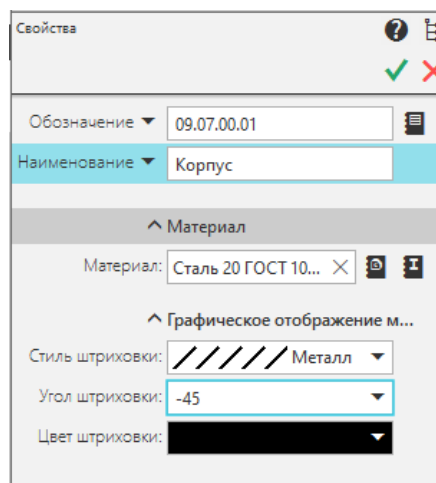 Свойства
Обозначение 09.07.00.01
Наименование Корпус
Материал
Материал: Сталь 20 ГОСТ 10...
Графическое отображение м...
Стиль штриховки: Металл
Угол штриховки: -45
Цвет штриховки: